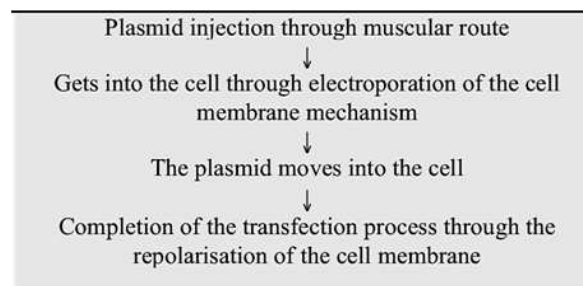 Plasmid injection through muscular route
↓
Gets into the cell through electroporation of the cell
membrane mechanism
↓
The plasmid moves into the cell
↓
Completion of the transfection process through the
repolarisation of the cell membrane